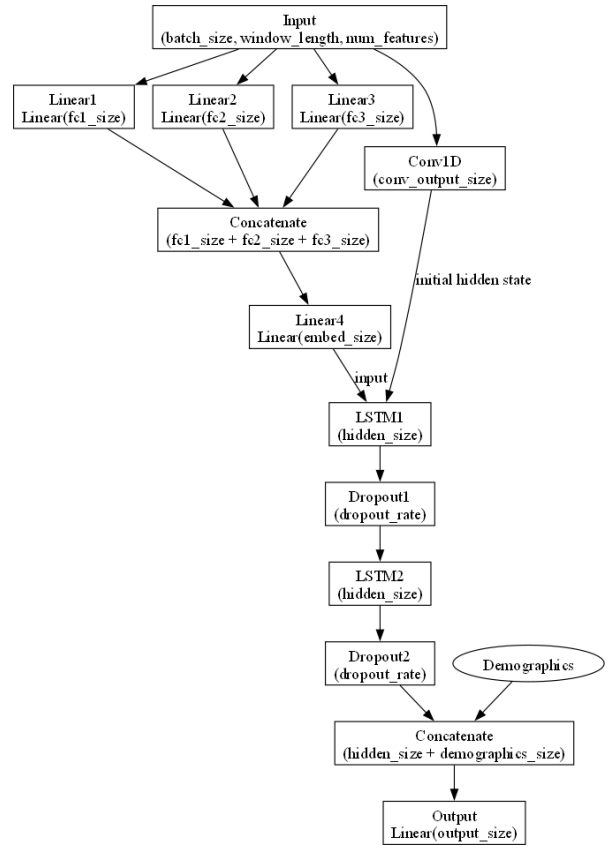 Input
(batch_size, window_length, num_features)
Linear1
Linear(fc1_size)
Linear2
Linear(fc2_size)
Linear3
Linear(fc3_size)
Conv1D
(conv_output_size)
Concatenate
(fc1_size + fc2_size + fc3_size)
initial hidden state
Linear4
Linear(embed_size)
input
LSTM1
(hidden_size)
Dropout1
(dropout_rate)
LSTM2
(hidden_size)
Dropout2
(dropout_rate)
Demographics
Concatenate
(hidden_size + demographics_size)
Output
Linear(output_size)